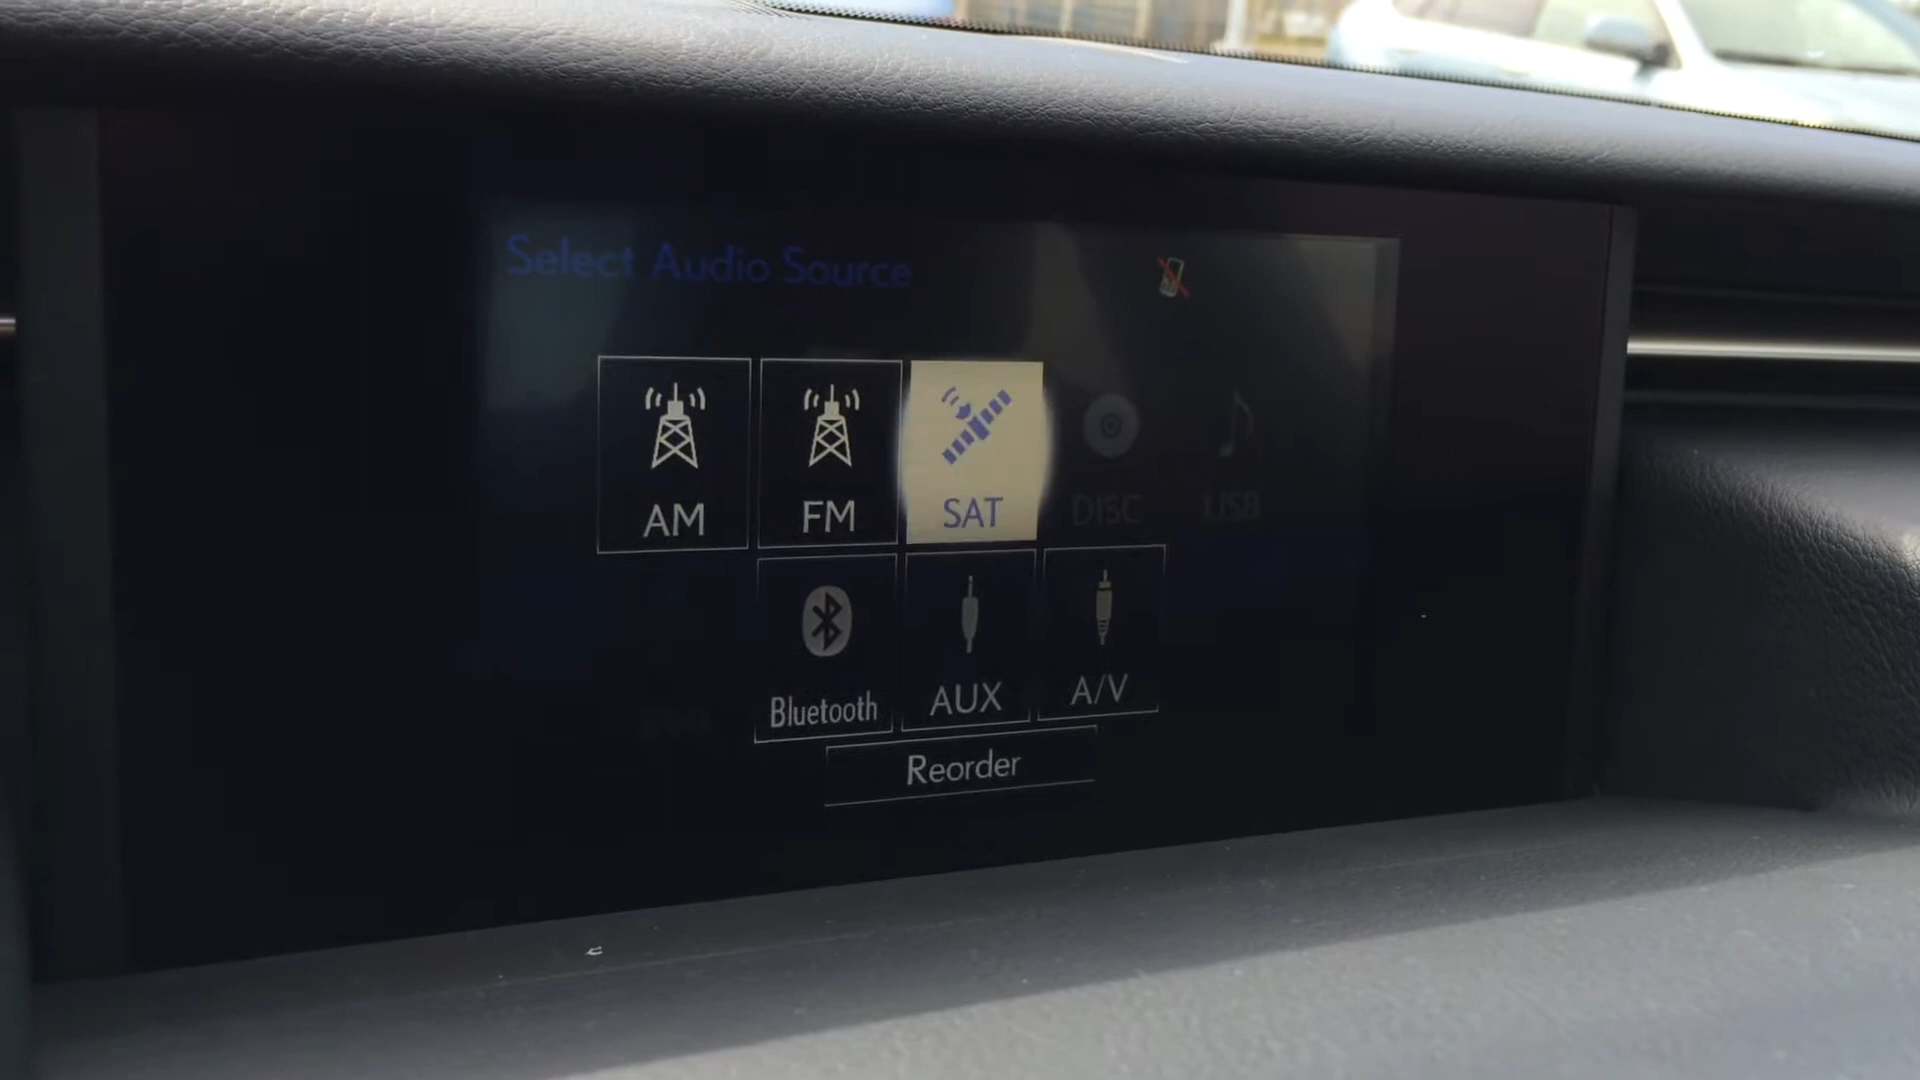 Select Audio Source
AM FM SAT DISC USB
Bluetooth AUX A/V
Reorder